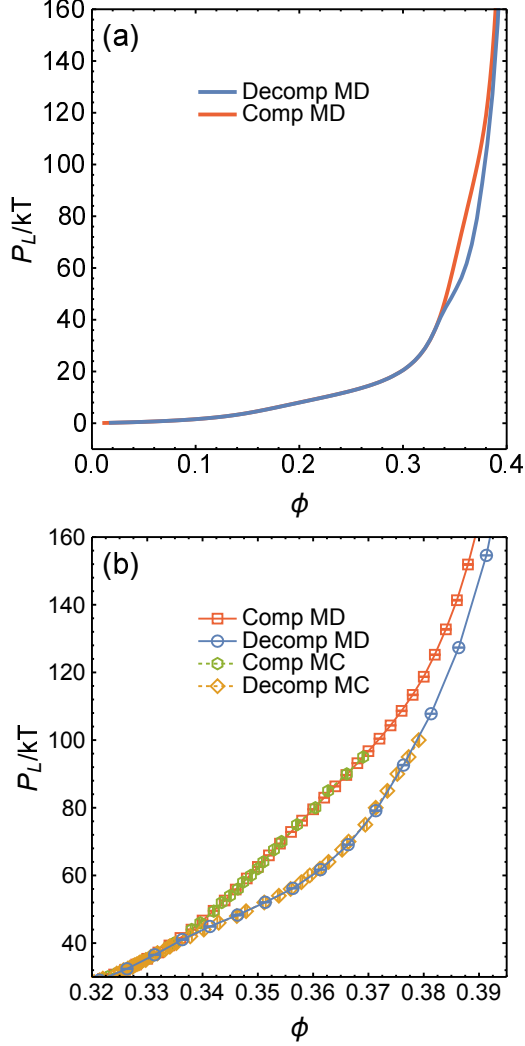 (a)
160
140
120
100
80
60
40
20
0
P_L/kT
Decomp MD
Comp MD
0.0 0.1 0.2 0.3 0.4
ϕ
(b)
160
140
120
100
80
60
40
P_L/kT
Comp MD
Decomp MD
Comp MC
Decomp MC
0.32 0.33 0.34 0.35 0.36 0.37 0.38 0.39
ϕ